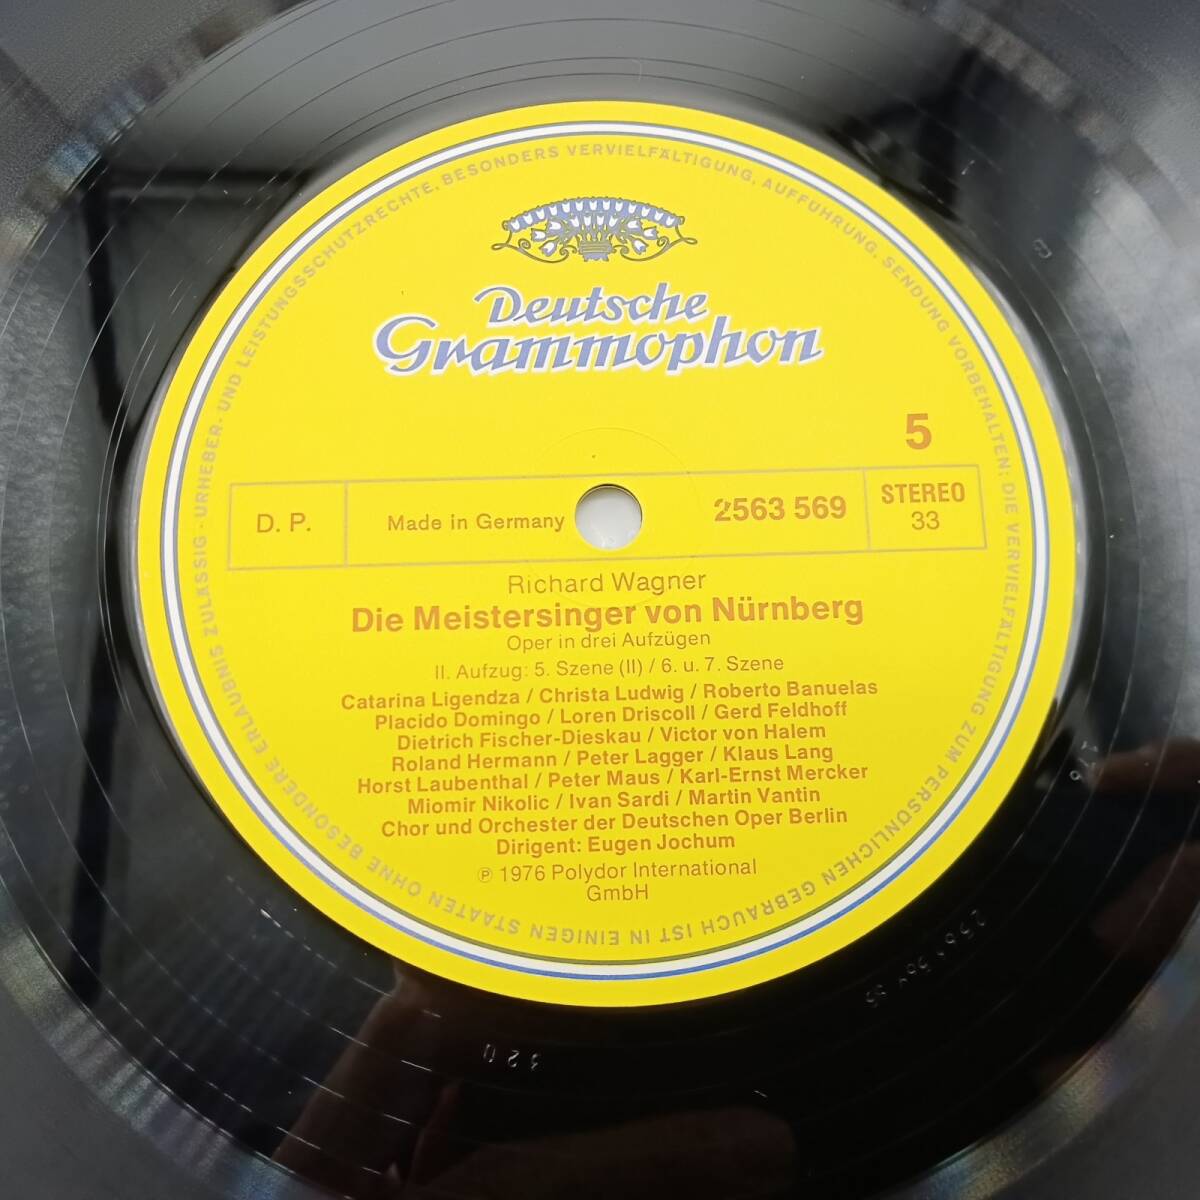 URHEBER- UND LEISTUNGSSCHUTZRECHTE, BESONDERS VERVIELFÄLTIGUNG, AUFFÜHRUNG, SENDUNG VORBEHALTEN; DIE VERVIELFÄLTIGUNG ZUM PERSÖNLICHEN GEBRAUCH IST IN EINIGEN STAATEN OHNE BESONDERE ERLAUBNIS ZULÄSSIG -
Deutsche
Grammophon
5
D. P.
Made in Germany
2563 569
STEREO
33
Richard Wagner
Die Meistersinger von Nürnberg
Oper in drei Aufzügen
II. Aufzug: 5. Szene (II) / 6. u. 7. Szene
Catarina Ligendza / Christa Ludwig / Roberto Banuelas
Placido Domingo / Loren Driscoll / Gerd Feldhoff
Dietrich Fischer-Dieskau / Victor von Halem
Roland Hermann / Peter Lagger / Klaus Lang
Horst Laubenthal / Peter Maus / Karl-Ernst Mercker
Miomir Nikolic / Ivan Sardi / Martin Vantin
Chor und Orchester der Deutschen Oper Berlin
Dirigent: Eugen Jochum
℗ 1976 Polydor International
GmbH
320